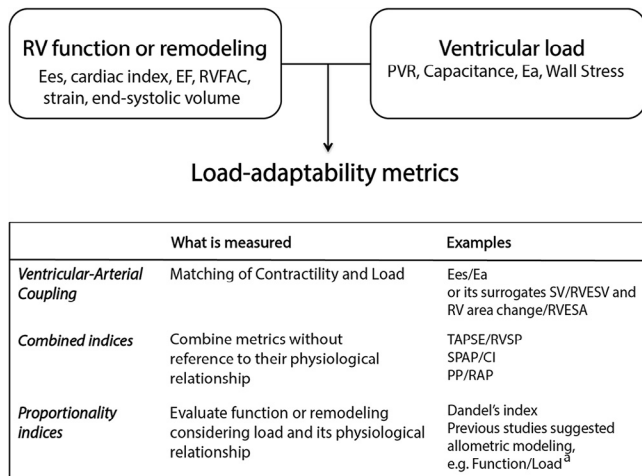 RV function or remodeling
Ees, cardiac index, EF, RVFAC,
strain, end-systolic volume
Ventricular load
PVR, Capacitance, Ea, Wall Stress
Load-adaptability metrics
What is measured
Examples
Ventricular-Arterial
Coupling
Matching of Contractility and Load
Ees/Ea
or its surrogates SV/RVESV and
RV area change/RVESA
Combined indices
Combine metrics without
reference to their physiological
relationship
TAPSE/RVSP
SPAP/CI
PP/RAP
Proportionality
indices
Evaluate function or remodeling
considering load and its physiological
relationship
Dandel's index
Previous studies suggested
allometric modeling,
e.g. Function/Load^a